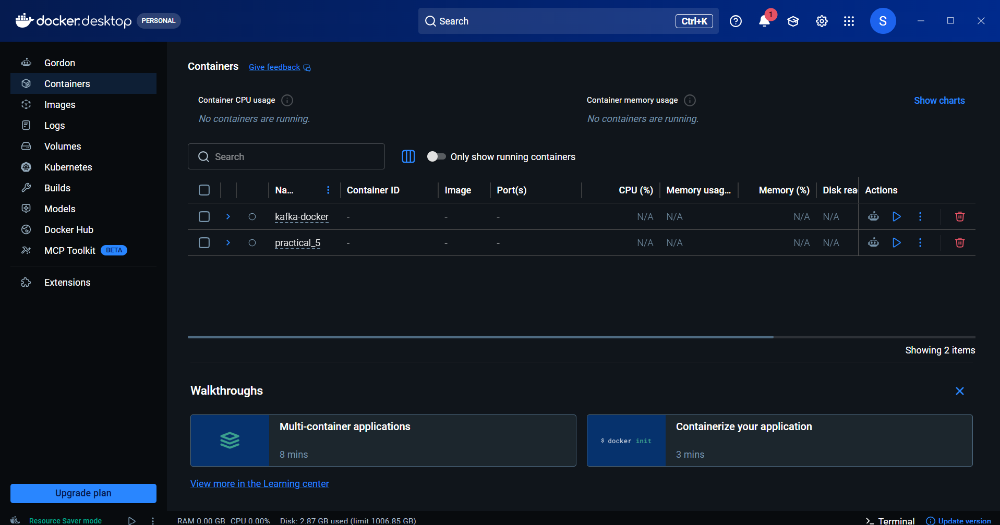 docker.desktop PERSONAL
Search Ctrl+K 1 S
Gordon
Containers
Images
Logs
Volumes
Kubernetes
Builds
Models
Docker Hub
MCP Toolkit BETA
Extensions
Upgrade plan
Containers Give feedback
Container CPU usage
No containers are running.
Container memory usage
No containers are running.
Show charts
Search
Only show running containers
Na... Container ID Image Port(s) CPU (%) Memory usag... Memory (%) Disk rea Actions
kafka-docker - - - N/A N/A N/A N/A
practical_5 - - - N/A N/A N/A N/A
Showing 2 items
Walkthroughs
$ docker init
Multi-container applications
8 mins
Containerize your application
3 mins
View more in the Learning center
Resource Saver mode RAM 0.00 GB CPU 0.00% Disk: 2.87 GB used (limit 1006.85 GB) Terminal Update version